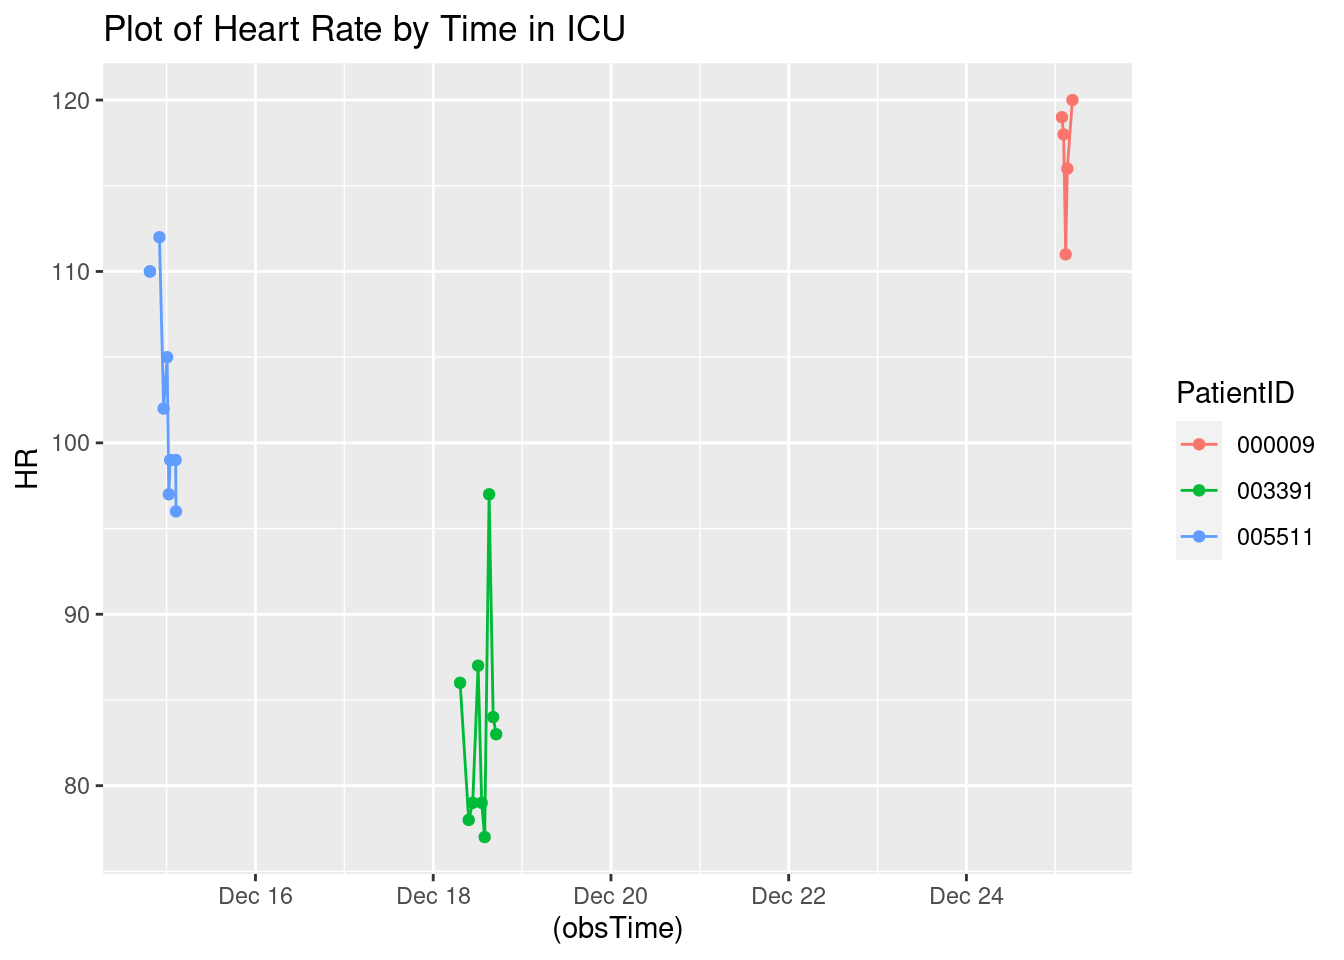 Plot of Heart Rate by Time in ICU
120
110
100
90
80
HR
Dec 16
Dec 18
Dec 20
Dec 22
Dec 24
(obsTime)
PatientID
000009
003391
005511